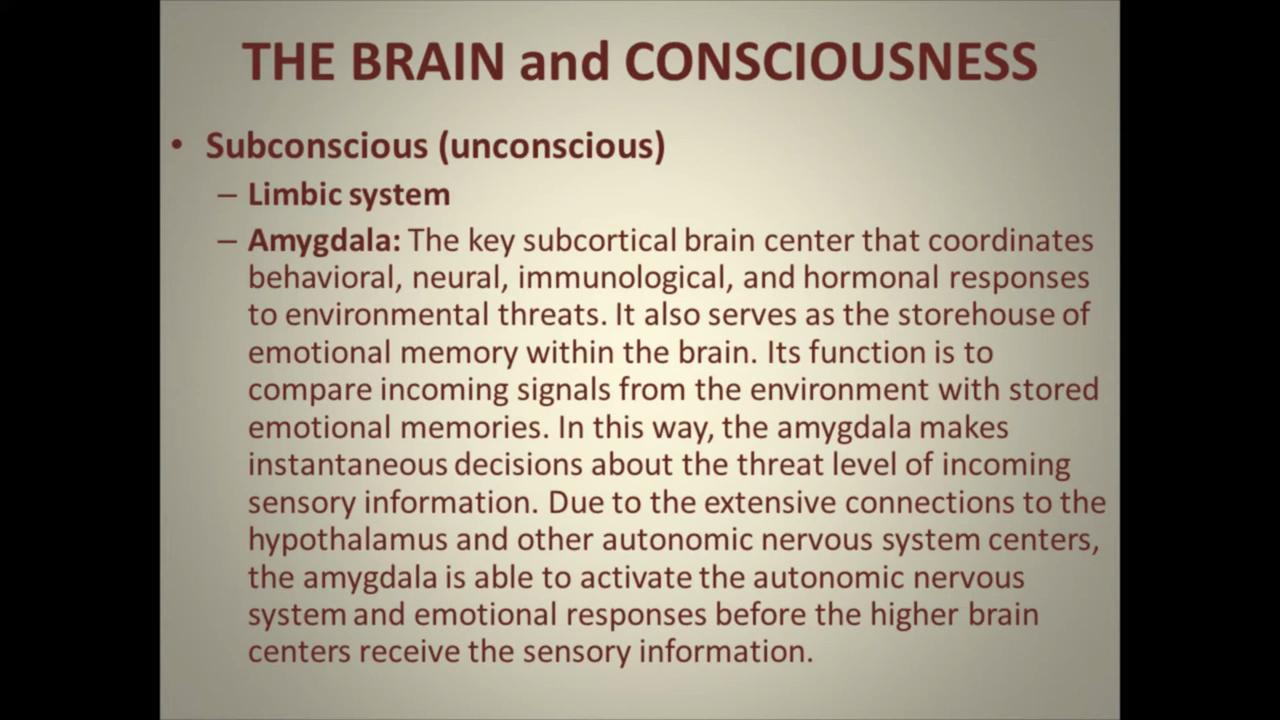 THE BRAIN and CONSCIOUSNESS
• Subconscious (unconscious)
– Limbic system
– Amygdala: The key subcortical brain center that coordinates
behavioral, neural, immunological, and hormonal responses
to environmental threats. It also serves as the storehouse of
emotional memory within the brain. Its function is to
compare incoming signals from the environment with stored
emotional memories. In this way, the amygdala makes
instantaneous decisions about the threat level of incoming
sensory information. Due to the extensive connections to the
hypothalamus and other autonomic nervous system centers,
the amygdala is able to activate the autonomic nervous
system and emotional responses before the higher brain
centers receive the sensory information.